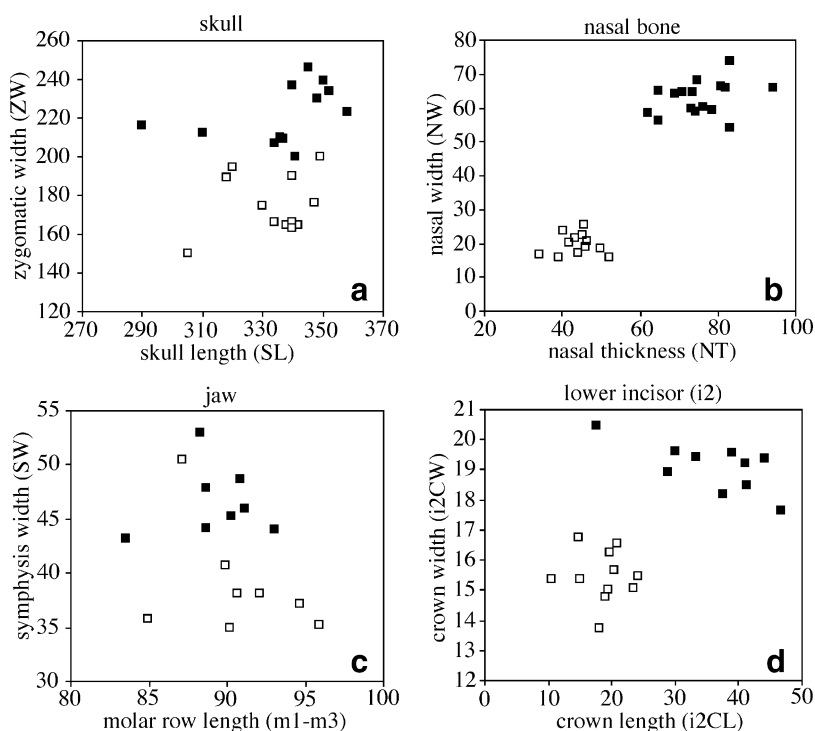 skull
zygomatic width (ZW)
260
240
220
200
180
160
140
120
270 290 310 330 350 370
skull length (SL)
a
nasal bone
nasal width (NW)
80
70
60
50
40
30
20
10
0
20 40 60 80 100
nasal thickness (NT)
b
jaw
symphysis width (SW)
55
50
45
40
35
30
80 85 90 95 100
molar row length (m1-m3)
c
lower incisor (i2)
crown width (i2CW)
21
20
19
18
17
16
15
14
13
12
0 10 20 30 40 50
crown length (i2CL)
d